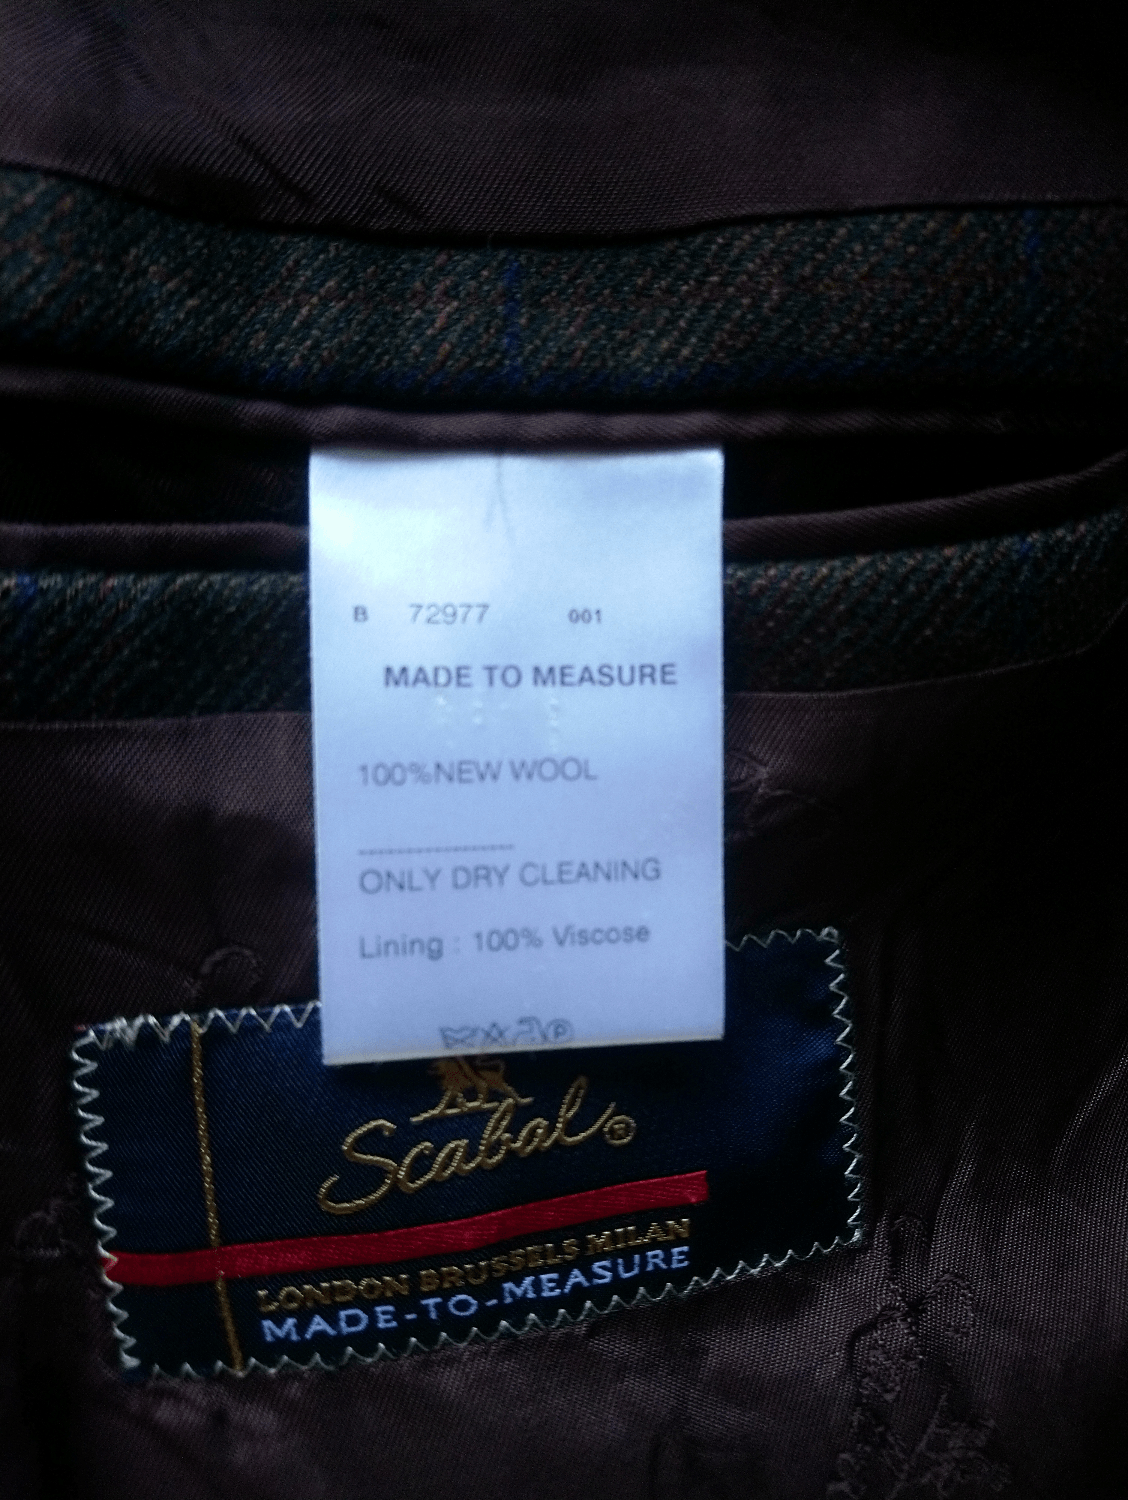 B 72977 001
MADE TO MEASURE
100%NEW WOOL
ONLY DRY CLEANING
Lining : 100% Viscose
Scabal®
LONDON BRUSSELS MILAN
MADE-TO-MEASURE